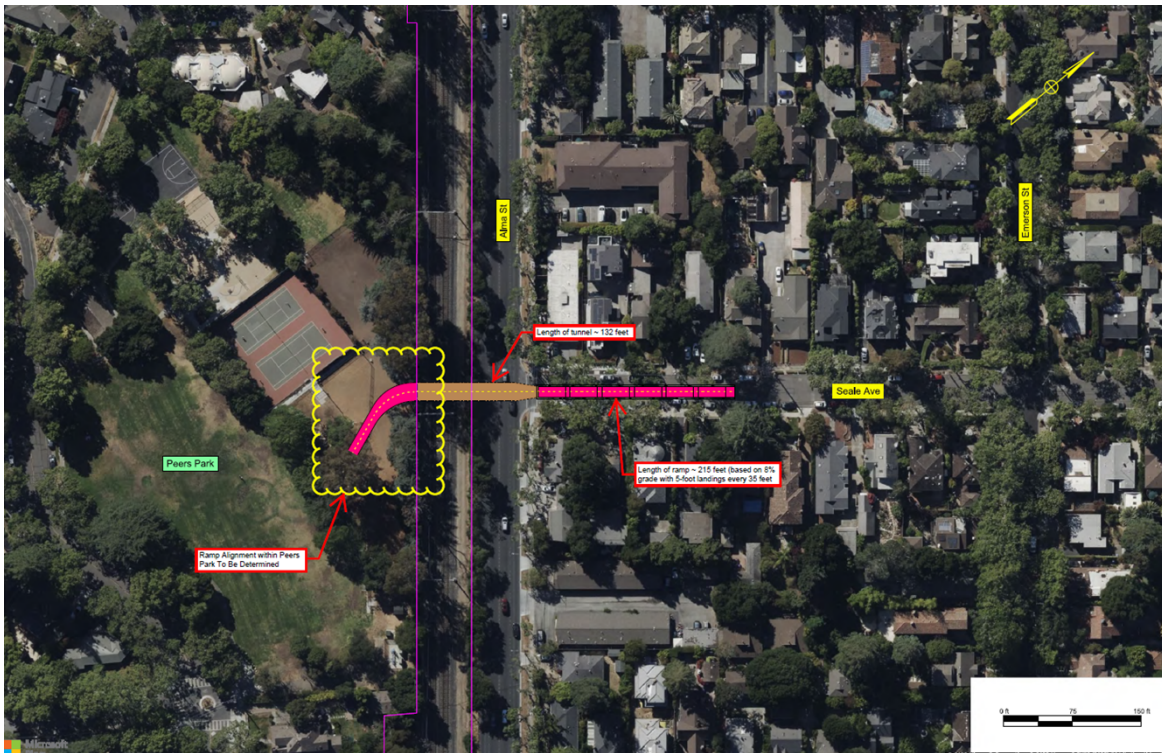 Alma St
Emerson St
Length of tunnel ~ 132 feet
Seale Ave
Peers Park
Length of ramp ~ 215 feet (based on 8%
grade with 5-foot landings every 35 feet
Ramp Alignment within Peers
Park To Be Determined
0 ft
75
150 ft
Microsoft